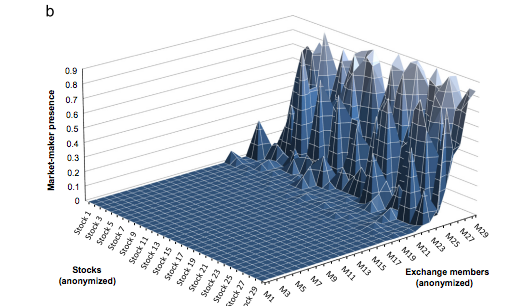 b
0.9
0.8
0.7
0.6
0.5
0.4
0.3
0.2
0.1
0
Market-maker presence
Stock 1
Stock 3
Stock 5
Stock 7
Stock 9
Stock 11
Stock 13
Stock 15
Stock 17
Stock 19
Stock 21
Stock 23
Stock 25
Stock 27
Stock 29
Stocks
(anonymized)
M1
M3
M5
M7
M9
M11
M13
M15
M17
M19
M21
M23
M25
M27
M29
Exchange members
(anonymized)